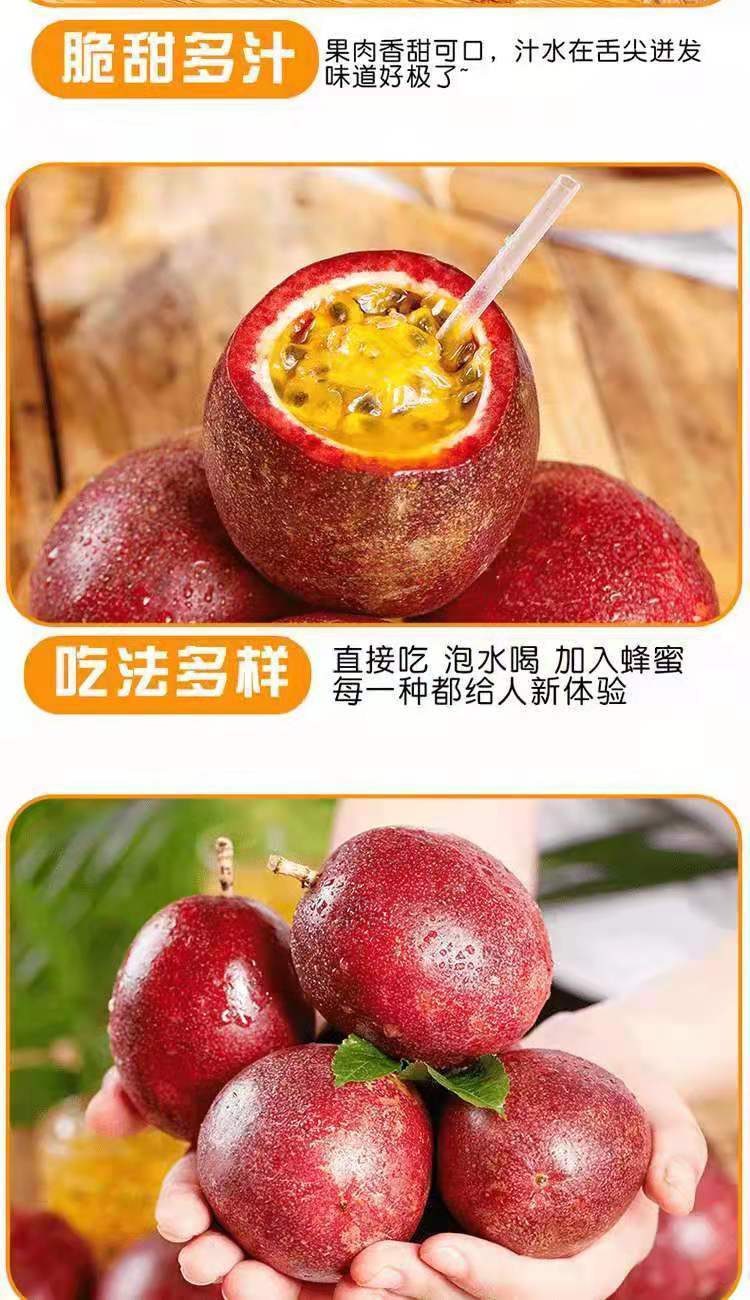 脆甜多汁
果肉香甜可口，汁水在舌尖迸发
味道好极了~
吃法多样
直接吃 泡水喝 加入蜂蜜
每一种都给人新体验